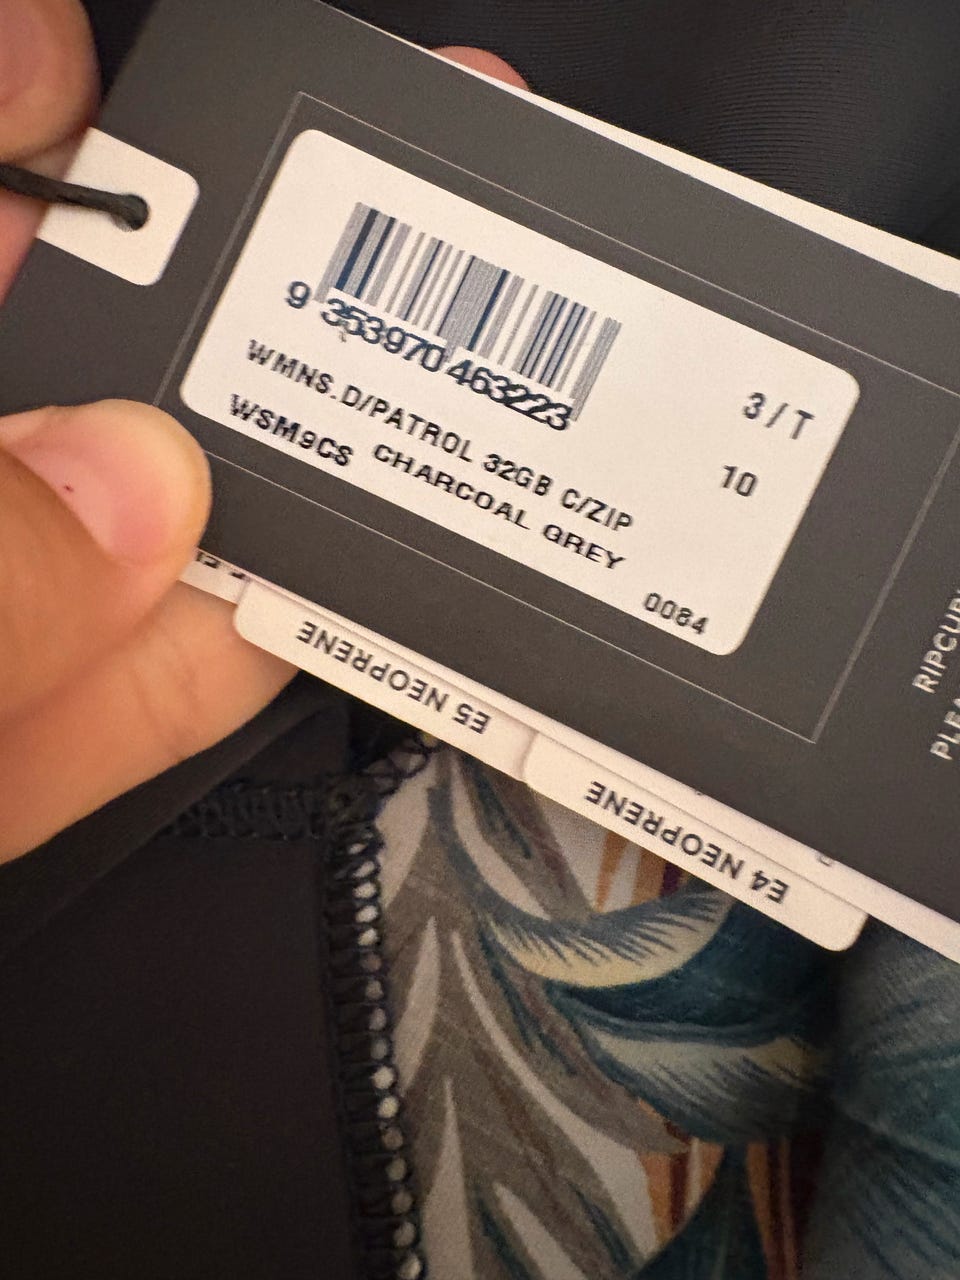 9 353970 463223
3/T
WMNS.D/PATROL 32GB C/ZIP
10
WSM9CS CHARCOAL GREY
0084
E5 NEOPRENE
E4 NEOPRENE